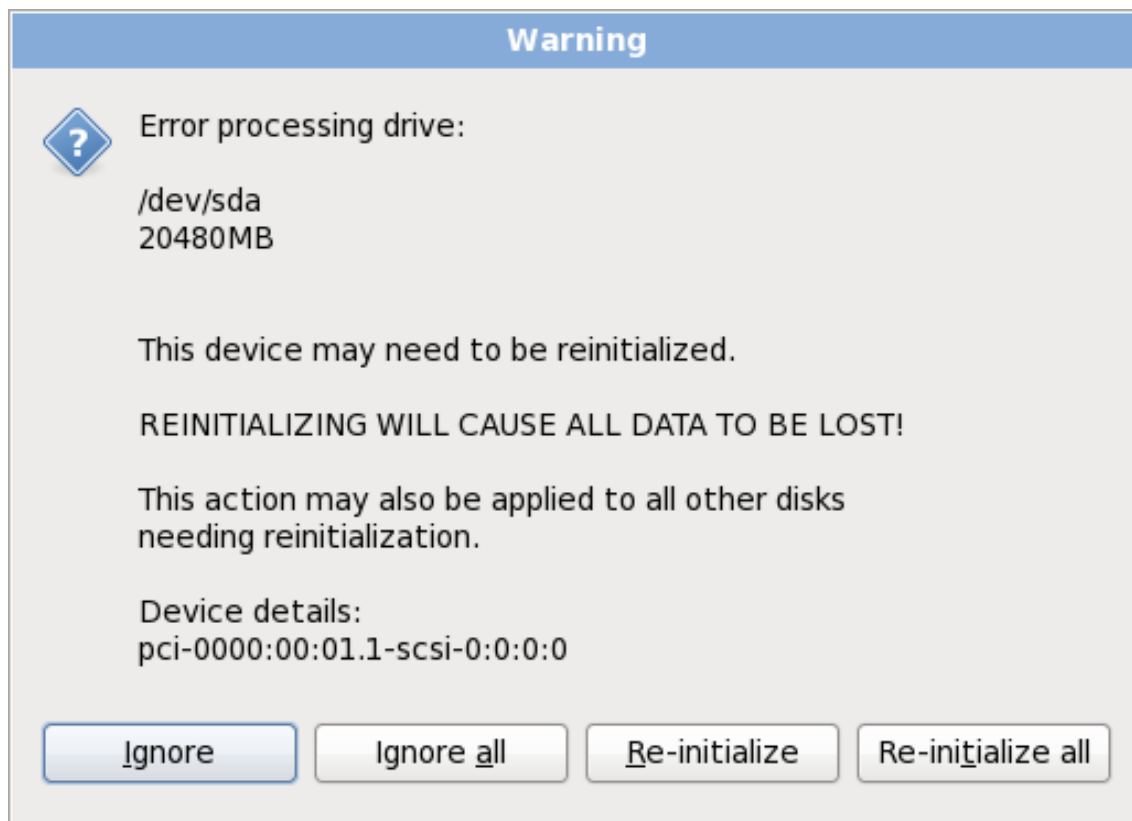 Warning
?
Error processing drive:
/dev/sda
20480MB
This device may need to be reinitialized.
REINITIALIZING WILL CAUSE ALL DATA TO BE LOST!
This action may also be applied to all other disks
needing reinitialization.
Device details:
pci-0000:00:01.1-scsi-0:0:0:0
Ignore Ignore all Re-initialize Re-initialize all